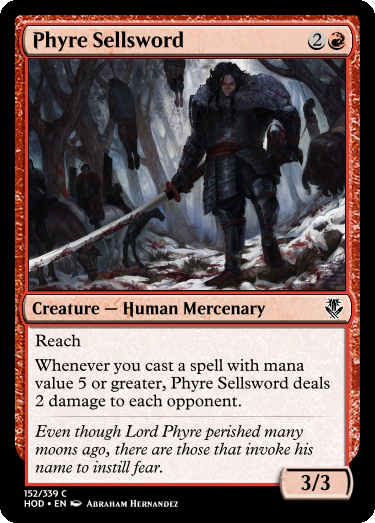 Phyre Sellsword
2
Creature — Human Mercenary
Reach
Whenever you cast a spell with mana
value 5 or greater, Phyre Sellsword deals
2 damage to each opponent.
Even though Lord Phyre perished many
moons ago, there are those that invoke his
name to instill fear.
3/3
152/339 C
HOD • EN ABRAHAM HERNANDEZ